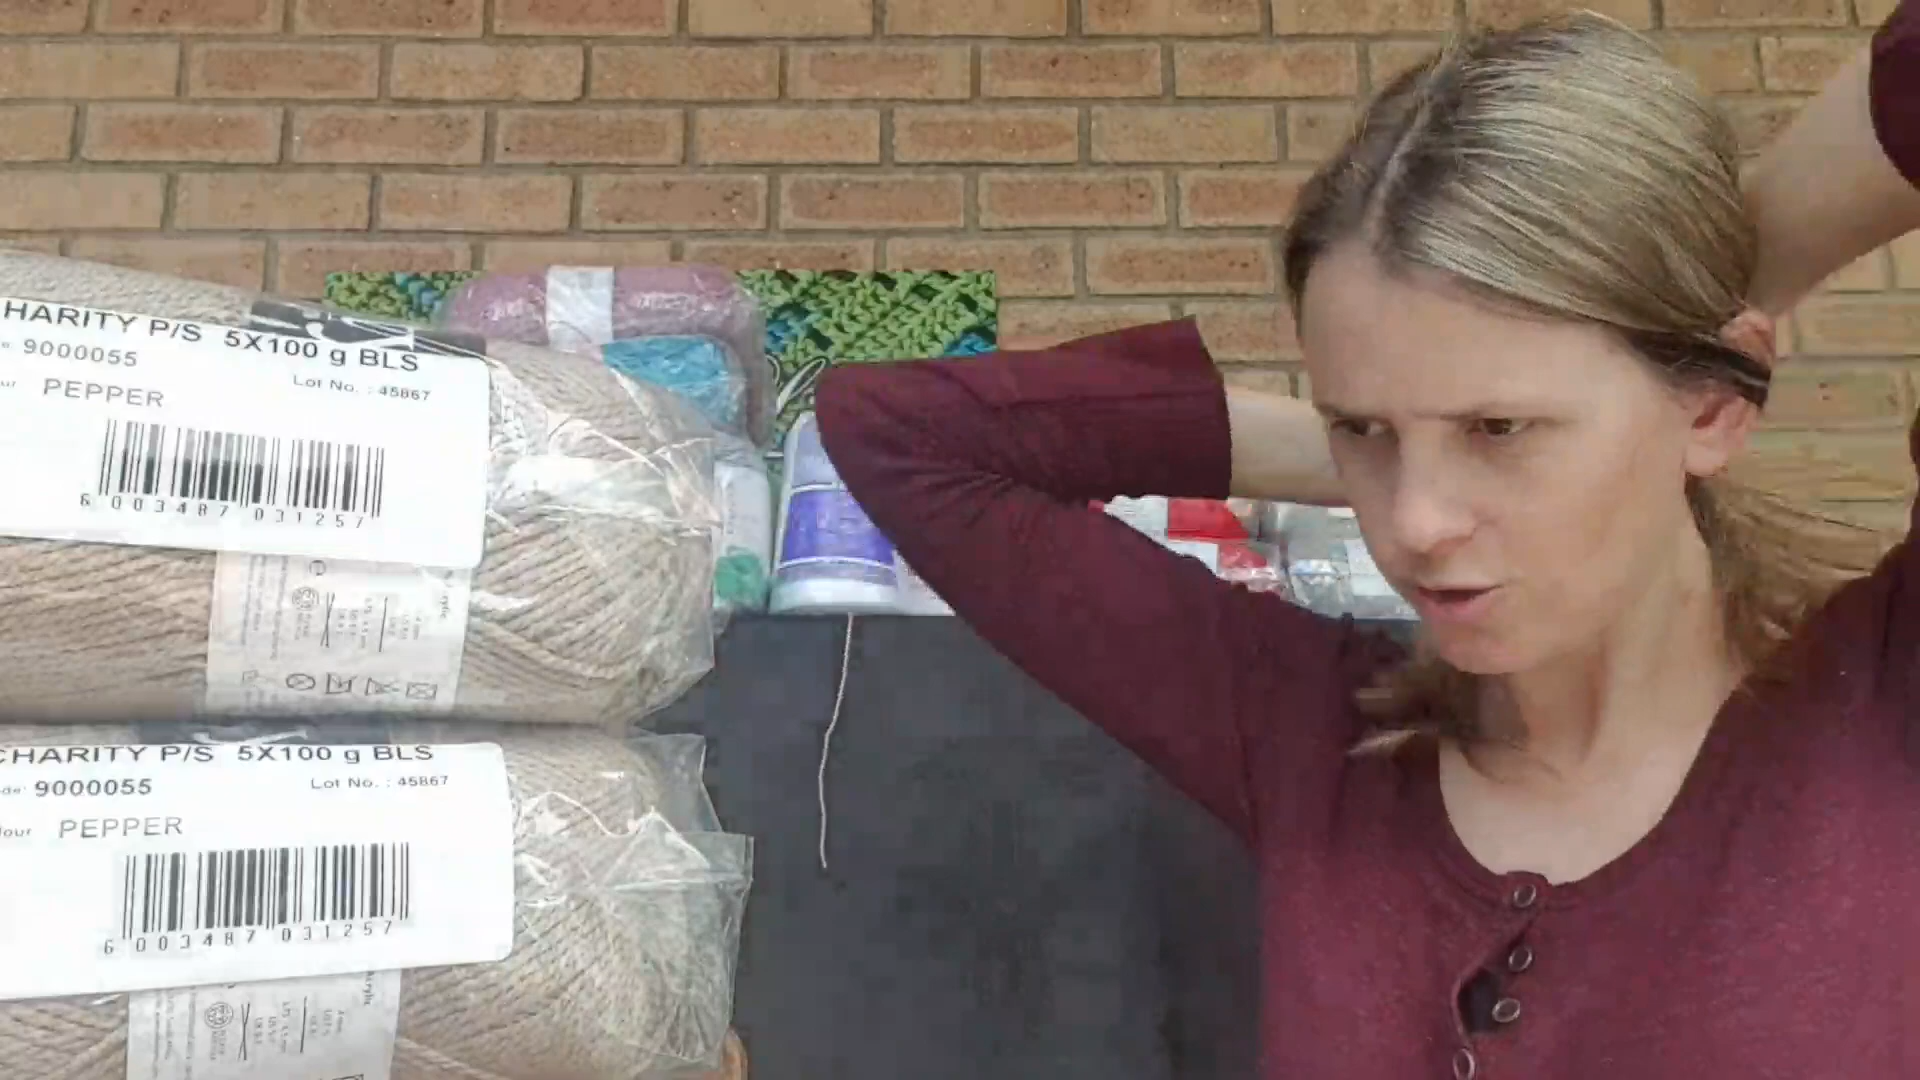 HARITY P/S 5X100 g BLS
9000055
Lot No. : 45867
PEPPER
6 003487 031257
CHARITY P/S 5X100 g BLS
9000055
Lot No. : 45867
PEPPER
6 003487 031257